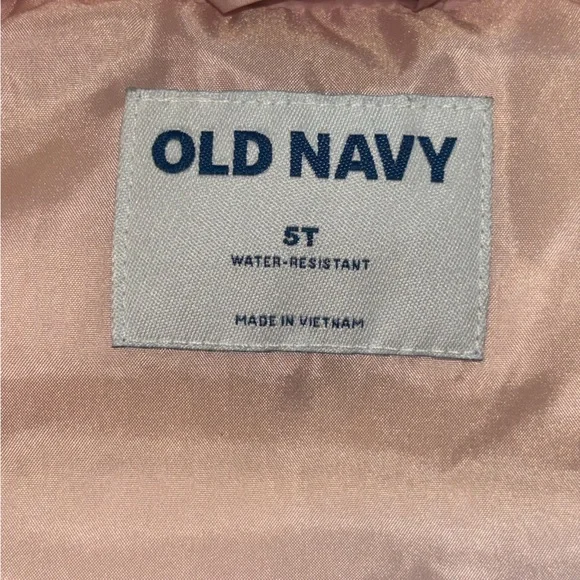 OLD NAVY
5T
WATER-RESISTANT
MADE IN VIETNAM